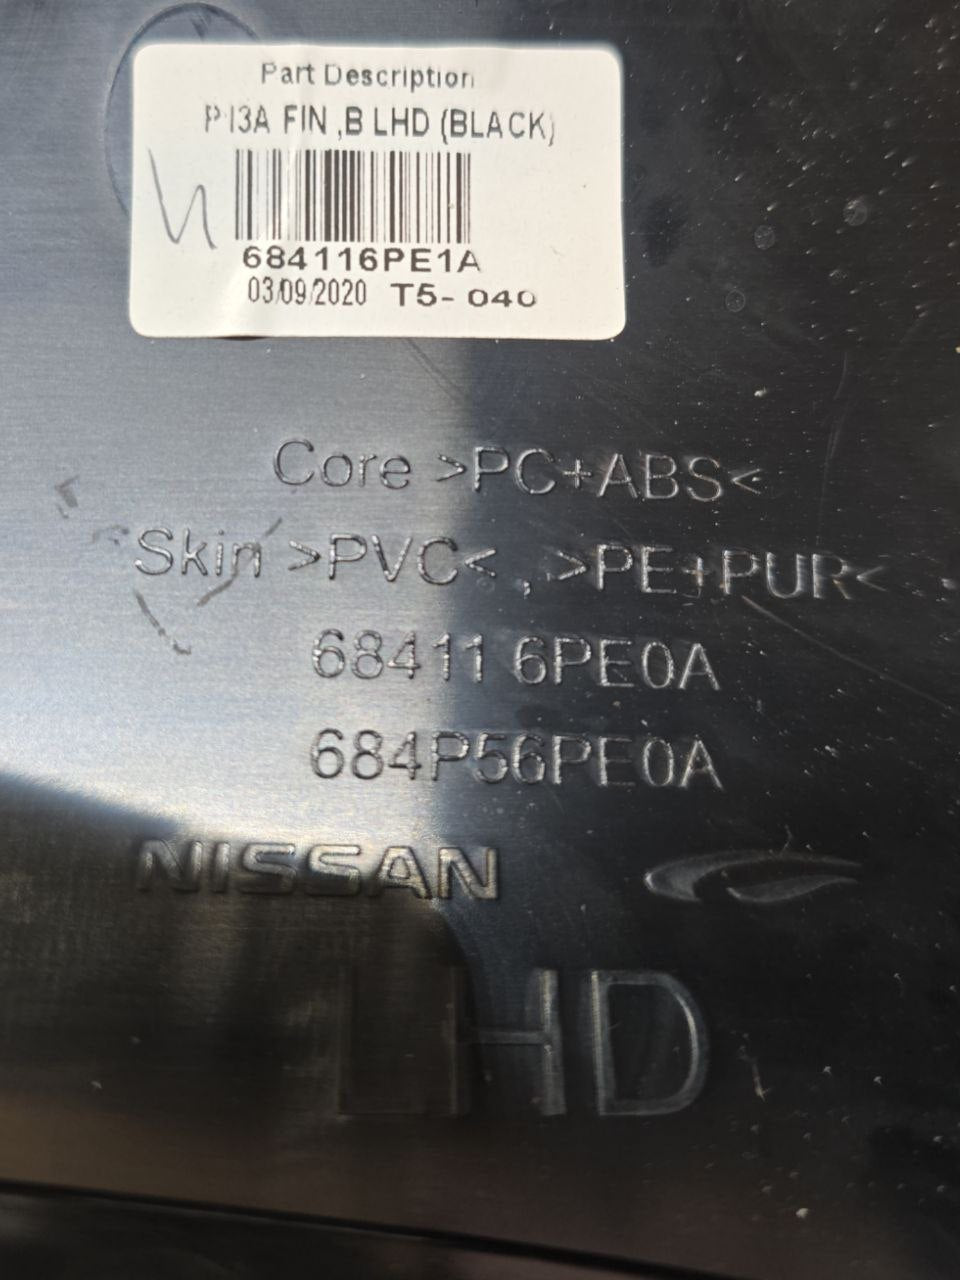 Part Description
P13A FIN ,B LHD (BLACK)
684116PE1A
03/09/2020 T5-040
Core >PC+ABS<
Skin >PVC< , >PE+PUR<
68411 6PE0A
684P56PE0A
NISSAN
LHD